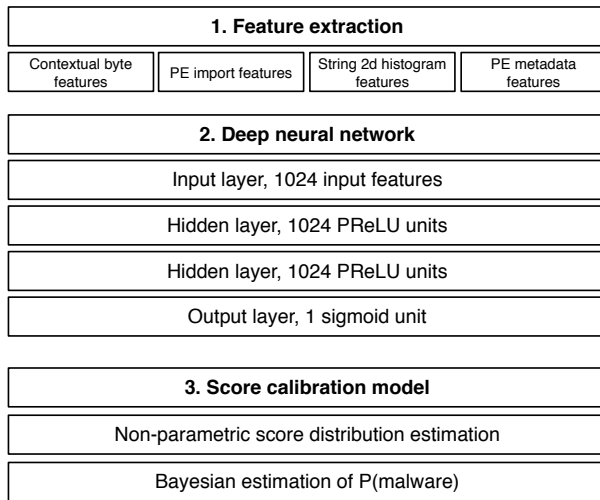 1. Feature extraction
Contextual byte
features
PE import features
String 2d histogram
features
PE metadata
features
2. Deep neural network
Input layer, 1024 input features
Hidden layer, 1024 PReLU units
Hidden layer, 1024 PReLU units
Output layer, 1 sigmoid unit
3. Score calibration model
Non-parametric score distribution estimation
Bayesian estimation of P(malware)